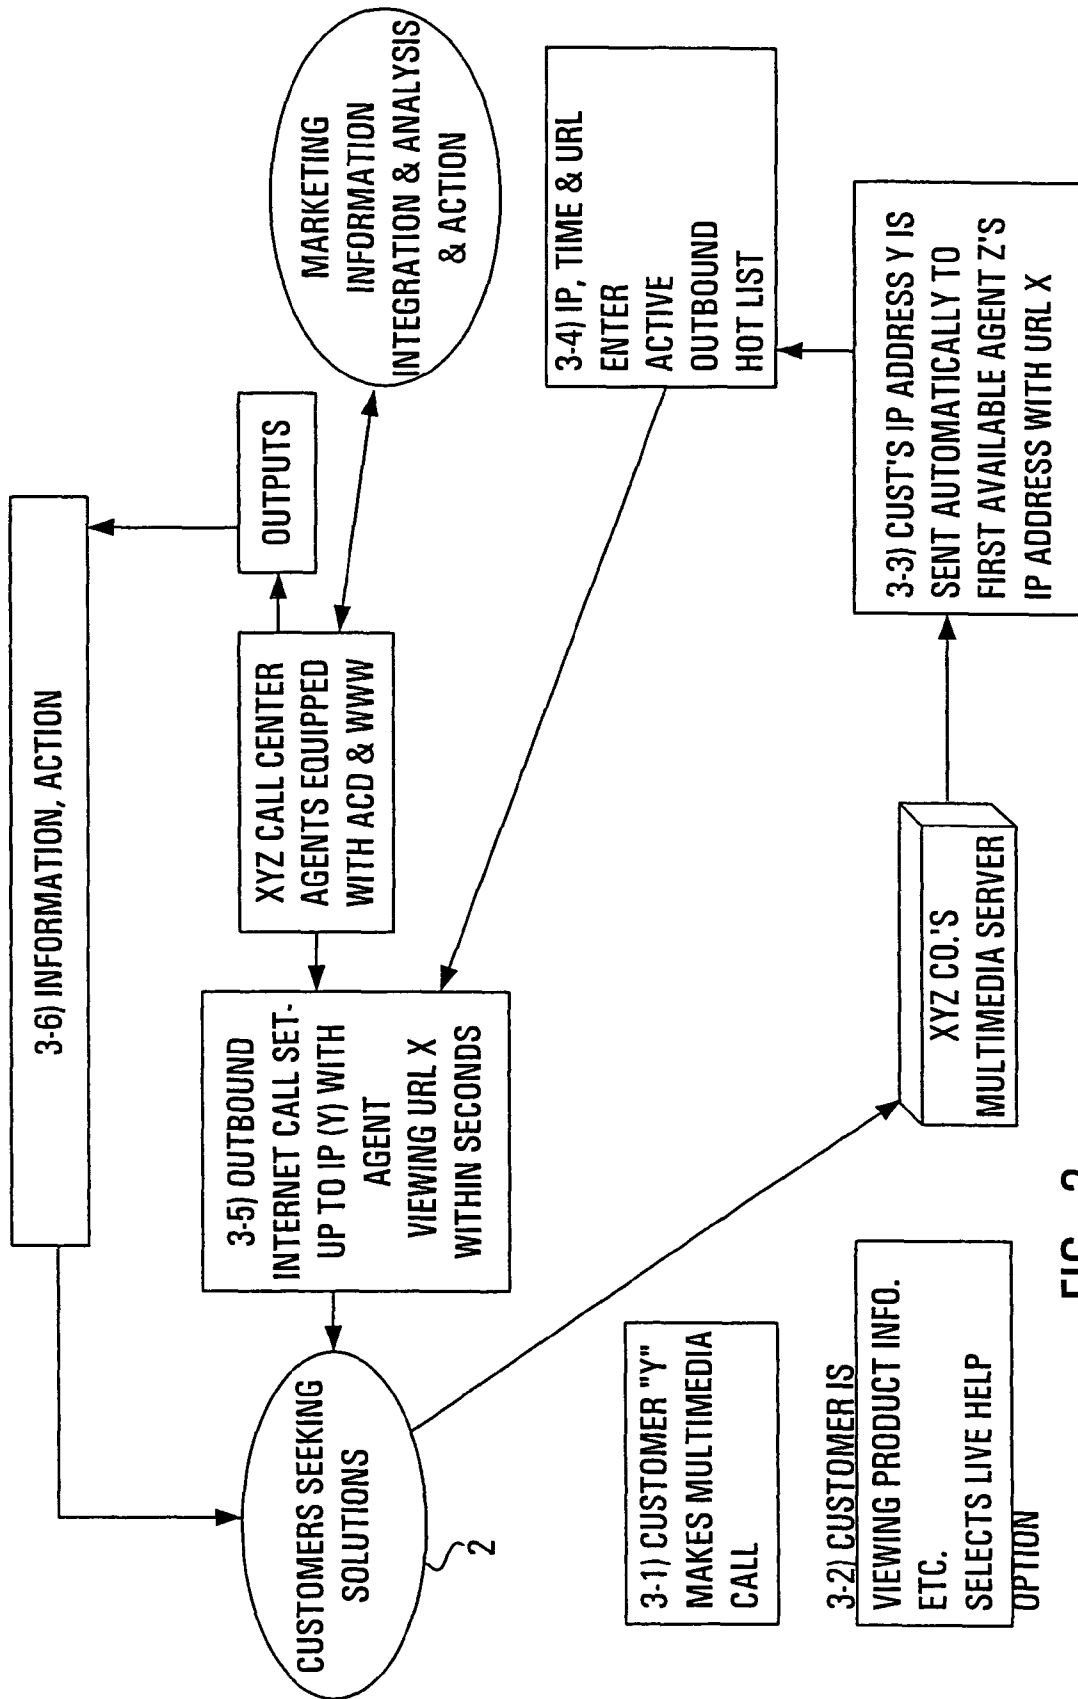 3-6) INFORMATION, ACTION
CUSTOMERS SEEKING
SOLUTIONS
2
3-5) OUTBOUND
INTERNET CALL SET-
UP TO IP (Y) WITH
AGENT
VIEWING URL X
WITHIN SECONDS
XYZ CALL CENTER
AGENTS EQUIPPED
WITH ACD & WWW
OUTPUTS
MARKETING
INFORMATION
INTEGRATION & ANALYSIS
& ACTION
3-1) CUSTOMER "Y"
MAKES MULTIMEDIA
CALL
3-2) CUSTOMER IS
VIEWING PRODUCT INFO.
ETC.
SELECTS LIVE HELP
OPTION
XYZ CO.'S
MULTIMEDIA SERVER
3-3) CUST'S IP ADDRESS Y IS
SENT AUTOMATICALLY TO
FIRST AVAILABLE AGENT Z'S
IP ADDRESS WITH URL X
3-4) IP, TIME & URL
ENTER
ACTIVE
OUTBOUND
HOT LIST